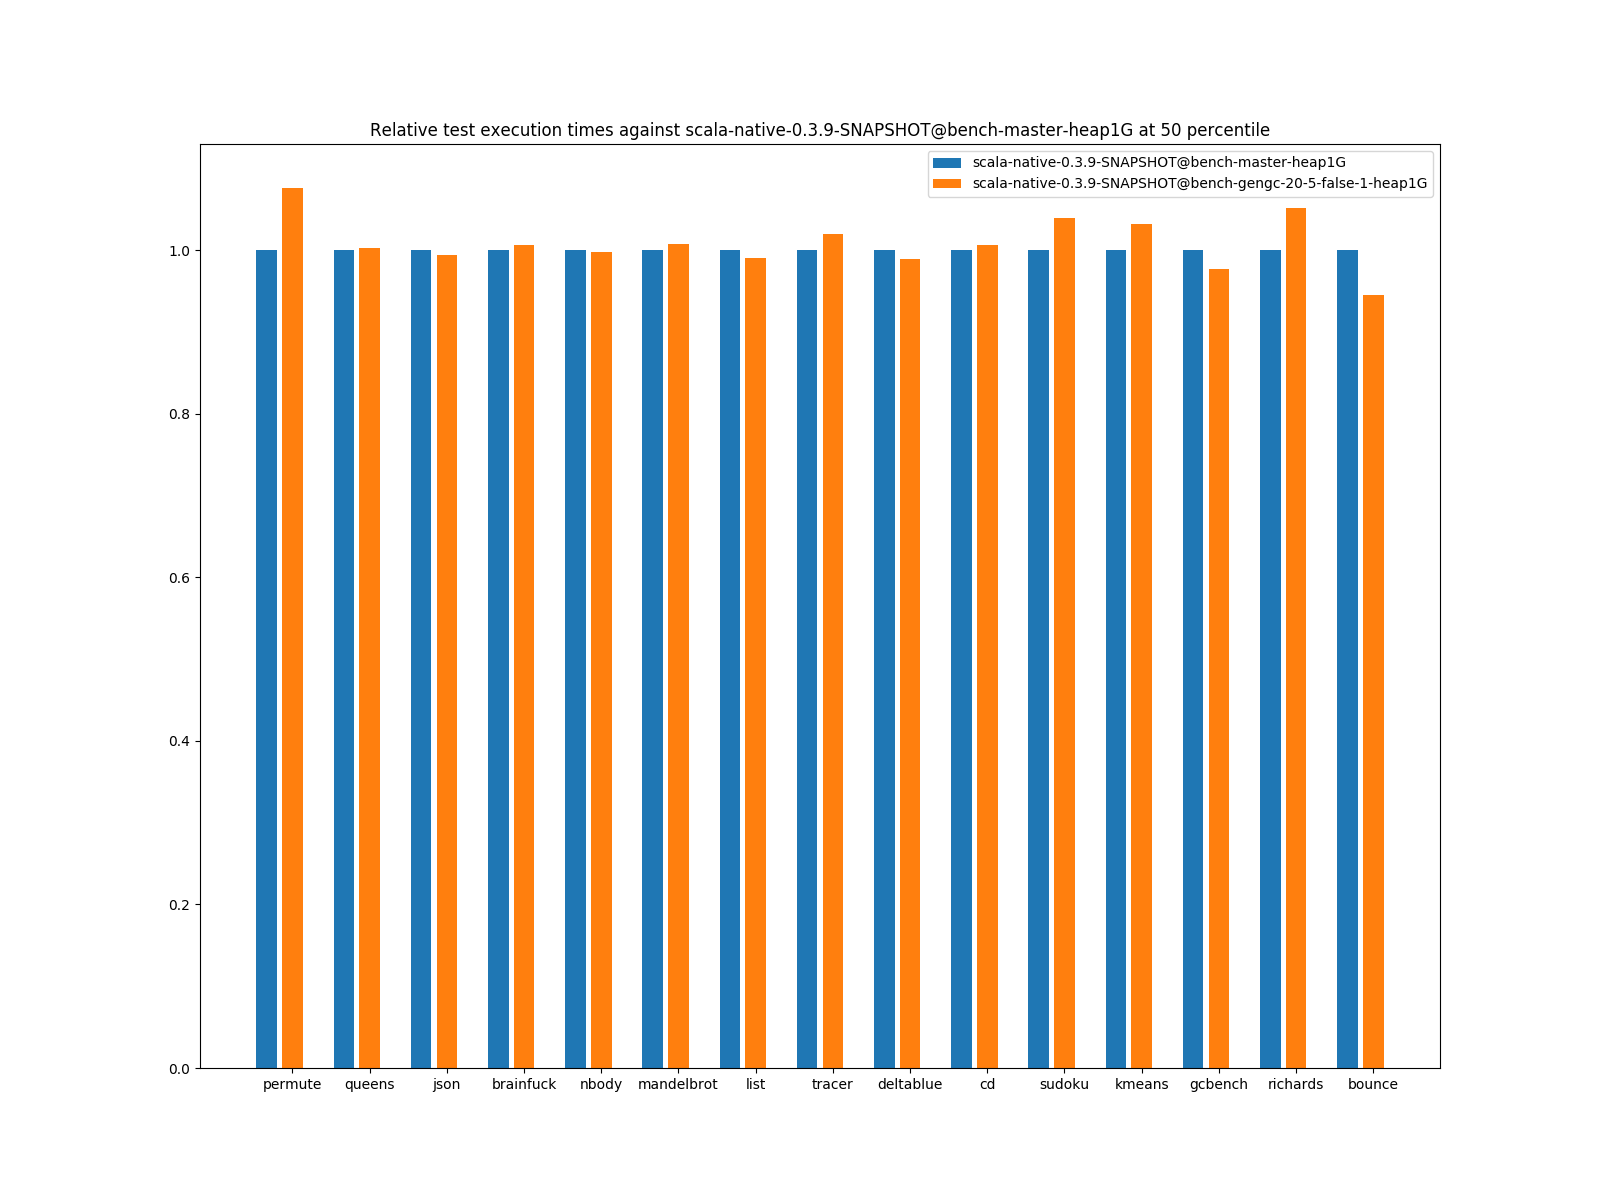 Relative test execution times against scala-native-0.3.9-SNAPSHOT@bench-master-heap1G at 50 percentile
scala-native-0.3.9-SNAPSHOT@bench-master-heap1G
scala-native-0.3.9-SNAPSHOT@bench-gengc-20-5-false-1-heap1G
1.0
0.8
0.6
0.4
0.2
0.0
permute queens json brainfuck nbody mandelbrot list tracer deltablue cd sudoku kmeans gcbench richards bounce